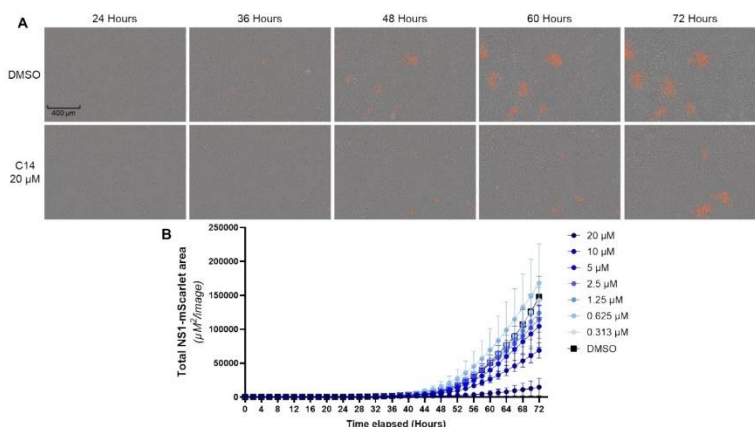 A
24 Hours 36 Hours 48 Hours 60 Hours 72 Hours
DMSO
400 µm
C14
20 µM
B
250000
200000
150000
100000
50000
0
Total NS1-mScarlet area
(µM²/image)
0 4 8 12 16 20 24 28 32 36 40 44 48 52 56 60 64 68 72
Time elapsed (Hours)
20 µM
10 µM
5 µM
2.5 µM
1.25 µM
0.625 µM
0.313 µM
DMSO